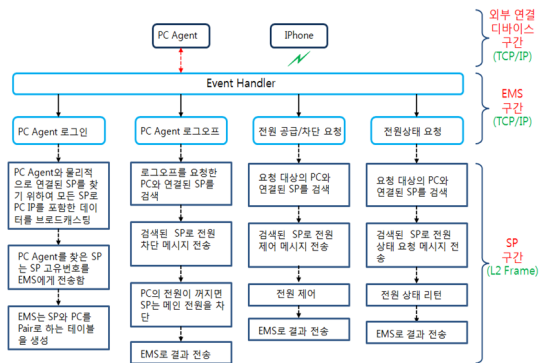 PC Agent
IPhone
외부 연결
디바이스
구간
(TCP/IP)
Event Handler
EMS
구간
(TCP/IP)
PC Agent 로그인
PC Agent 로그오프
전원 공급/차단 요청
전원상태 요청
PC Agent와 물리적
으로 연결된 SP를 찾
기 위하여 모든 SP로
PC IP를 포함한 데이
터를 브로드캐스팅
PC Agent를 찾은 SP
는 SP 고유번호를
EMS에게 전송함
EMS는 SP와 PC를
Pair로 하는 테이블
을 생성
로그오프를 요청한
PC와 연결된 SP를
검색
검색된 SP로 전원
차단 메시지 전송
PC의 전원이 꺼지면
SP는 메인 전원을 차
단
EMS로 결과 전송
요청 대상의 PC와
연결된 SP를 검색
검색된 SP로 전원
제어 메시지 전송
전원 제어
EMS로 결과 전송
요청 대상의 PC와
연결된 SP를 검색
검색된 SP로 전원
상태 요청 메시지 전
송
전원 상태 리턴
EMS로 결과 전송
SP
구간
(L2 Frame)